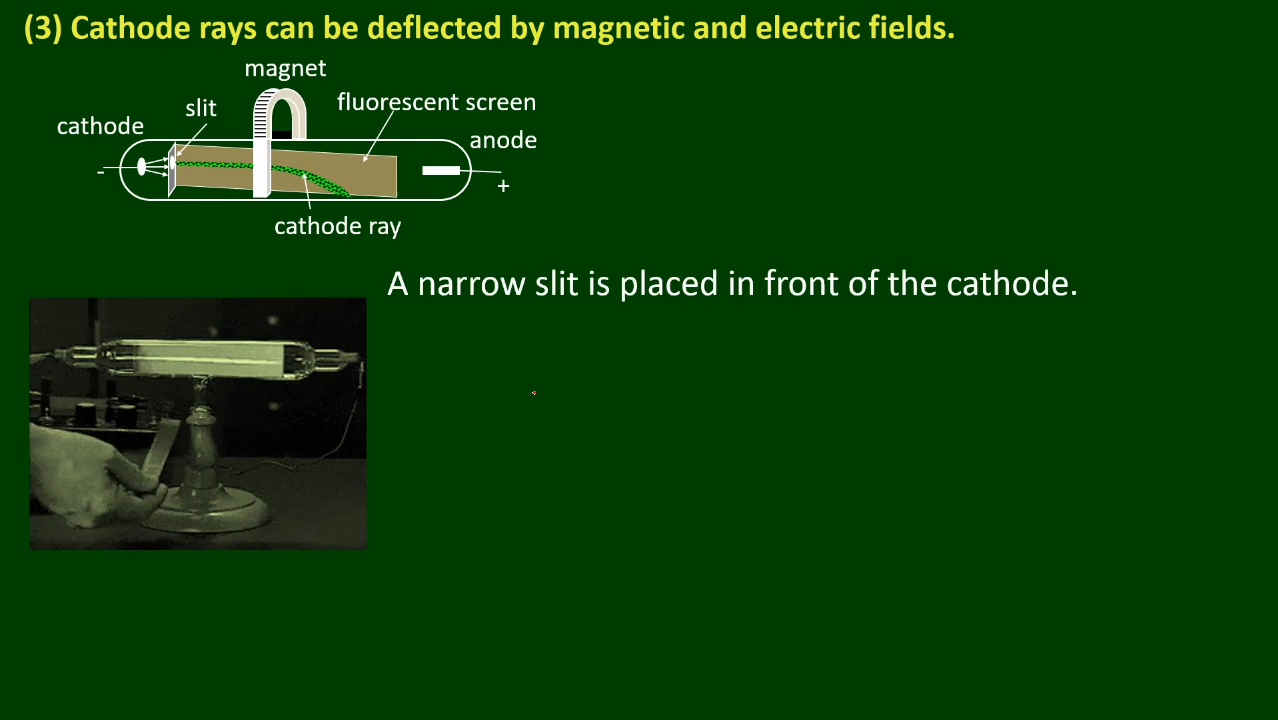 (3) Cathode rays can be deflected by magnetic and electric fields.
magnet
slit
fluorescent screen
cathode
anode
-
+
cathode ray
A narrow slit is placed in front of the cathode.